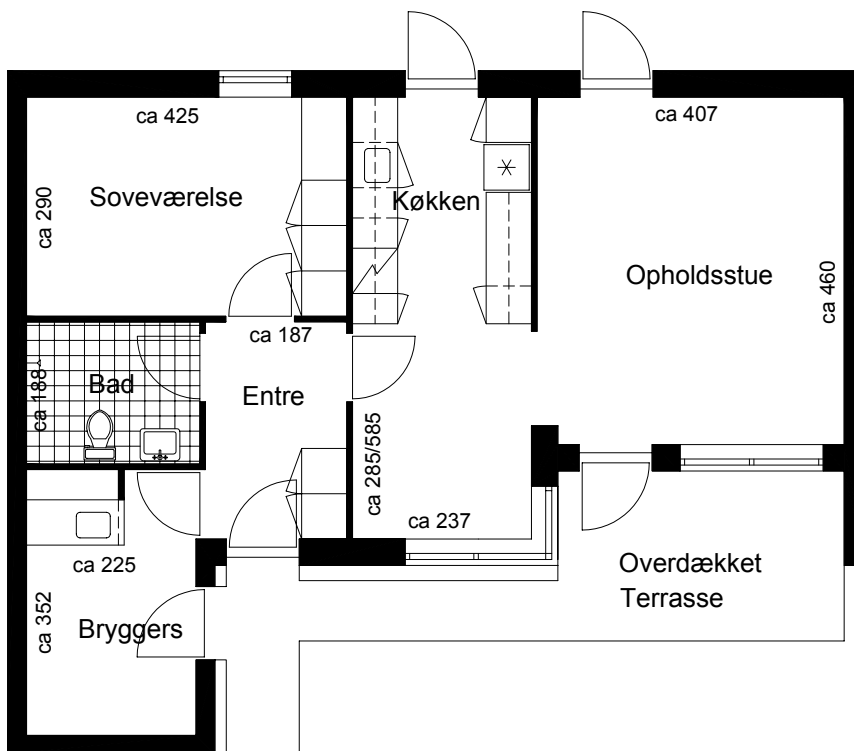 ca 425
ca 407
ca 290
Soveværelse
Køkken
Opholdsstue
ca 460
ca 187
ca 188
Bad
Entre
ca 285/585
ca 237
ca 225
Overdækket
Terrasse
ca 352
Bryggers